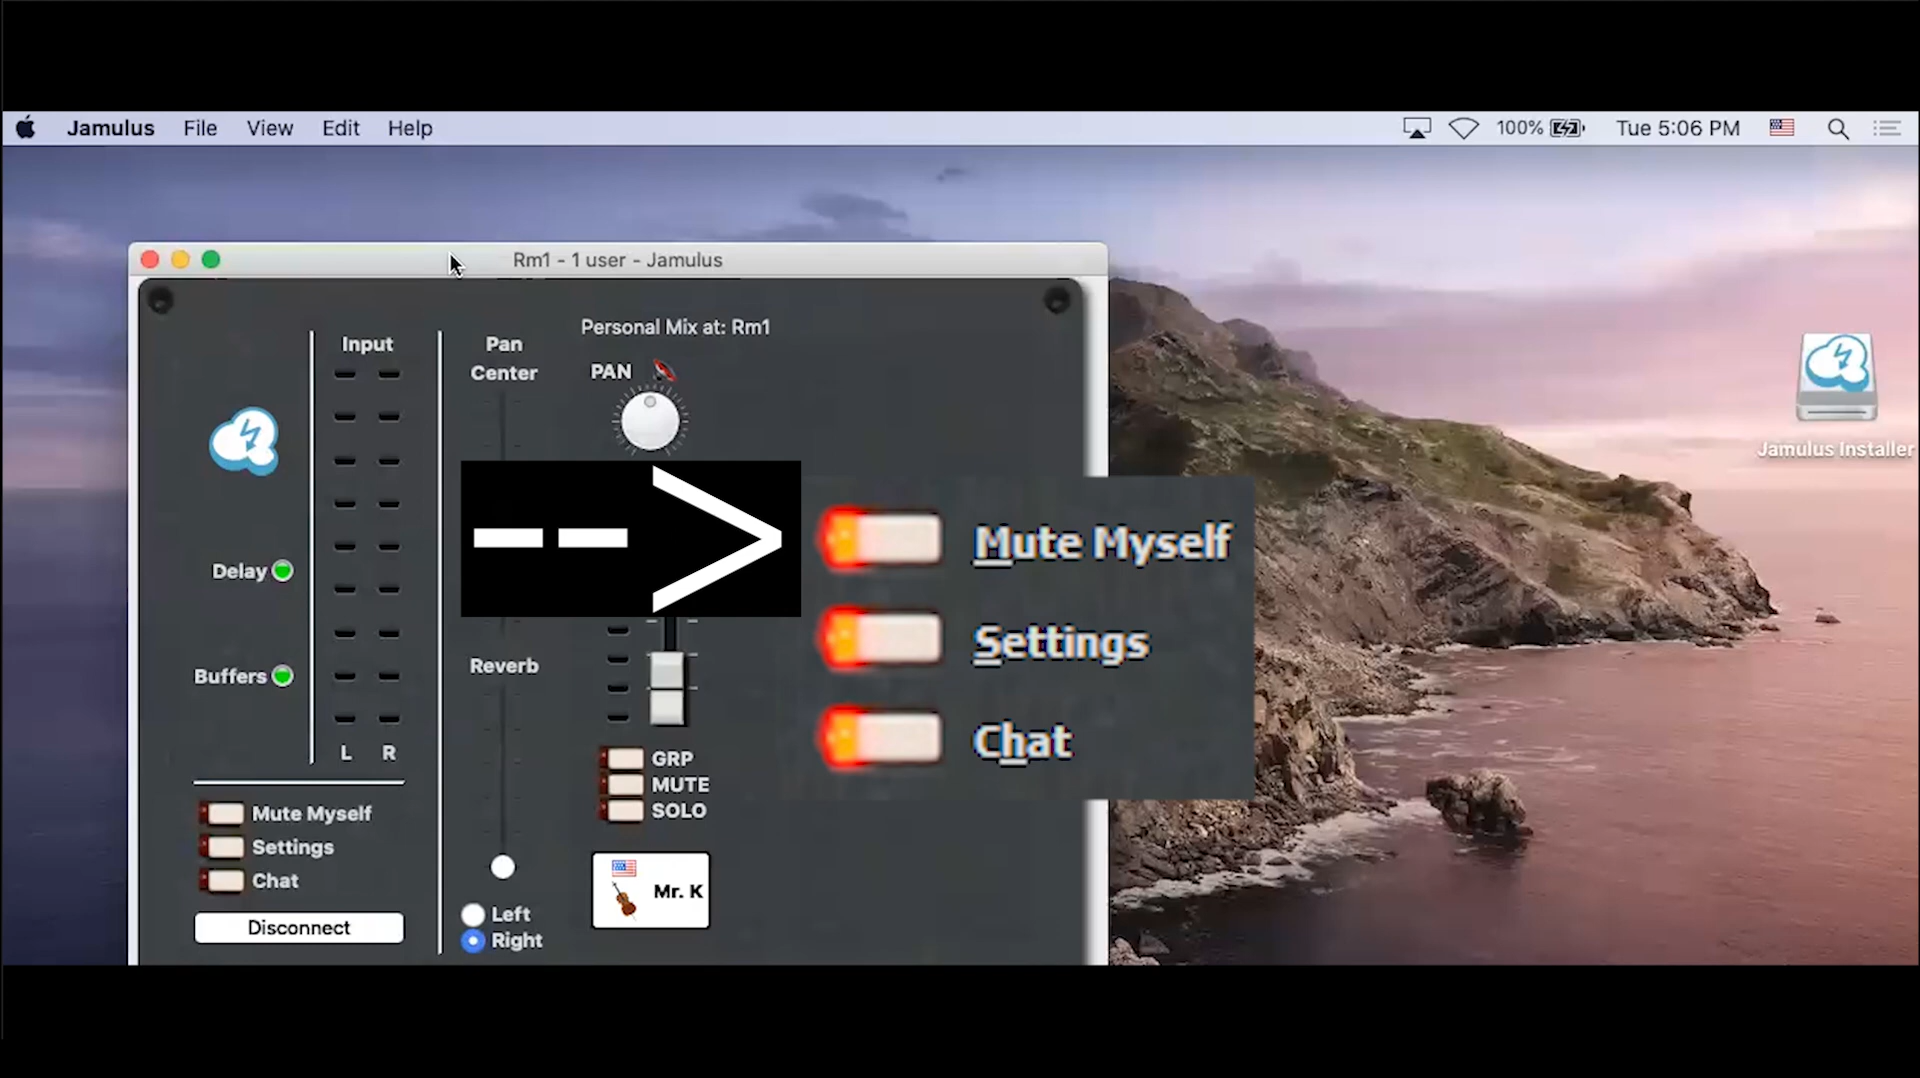 Jamulus File View Edit Help 100% Tue 5:06 PM
Rm1 - 1 user - Jamulus
Personal Mix at: Rm1
Input
Pan
Center
PAN
Jamulus Installer
-->
Mute Myself
Settings
Chat
Delay
Buffers
Reverb
L R
GRP
MUTE
SOLO
Mute Myself
Settings
Chat
Mr. K
Disconnect
Left
Right